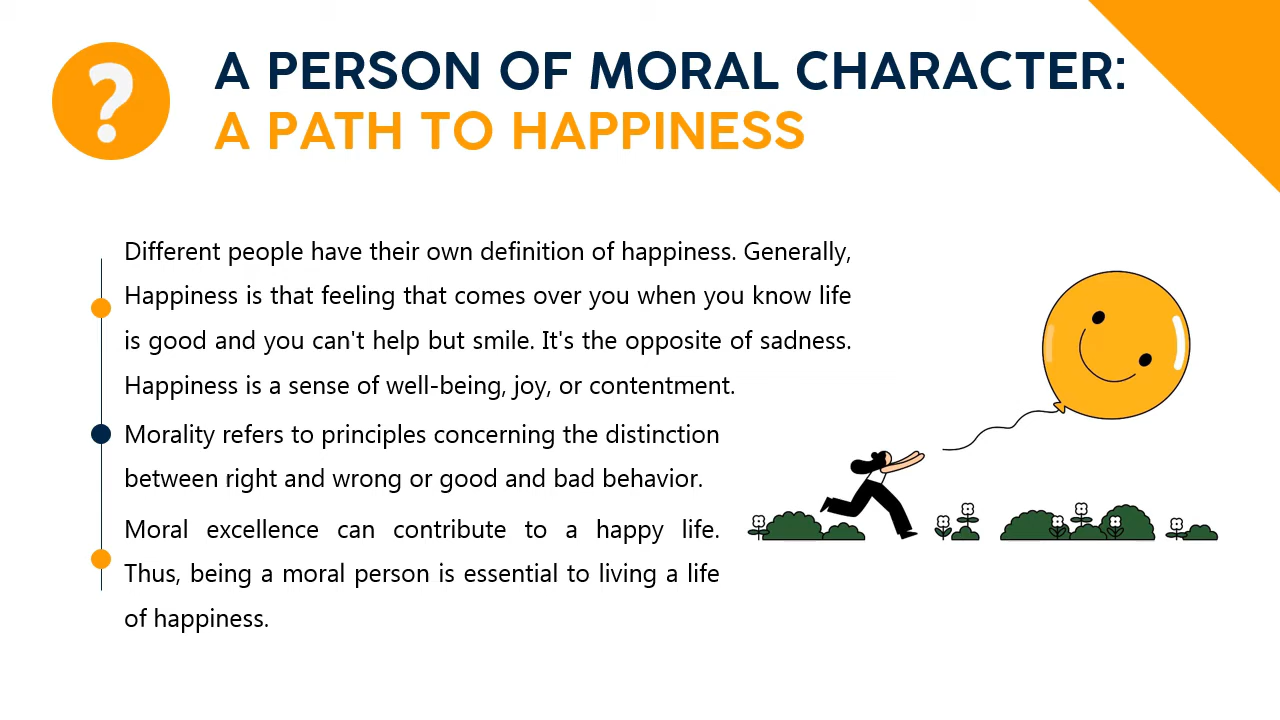 ?
A PERSON OF MORAL CHARACTER:
A PATH TO HAPPINESS
Different people have their own definition of happiness. Generally,
Happiness is that feeling that comes over you when you know life
is good and you can't help but smile. It's the opposite of sadness.
Happiness is a sense of well-being, joy, or contentment.
Morality refers to principles concerning the distinction
between right and wrong or good and bad behavior.
Moral excellence can contribute to a happy life.
Thus, being a moral person is essential to living a life
of happiness.